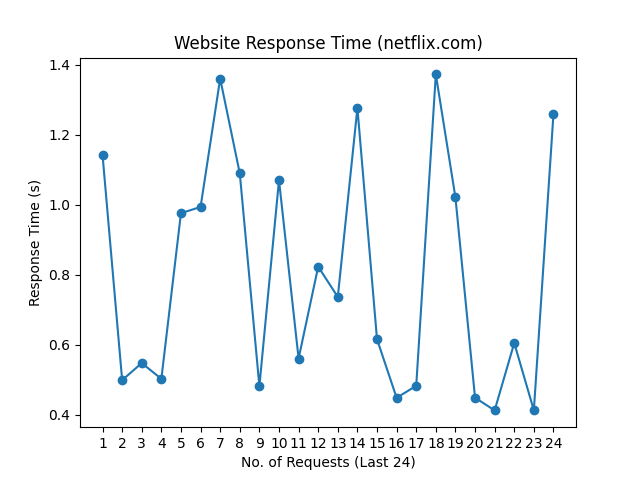 Website Response Time (netflix.com)
1.4
1.2
1.0
0.8
0.6
0.4
Response Time (s)
1 2 3 4 5 6 7 8 9 10 11 12 13 14 15 16 17 18 19 20 21 22 23 24
No. of Requests (Last 24)